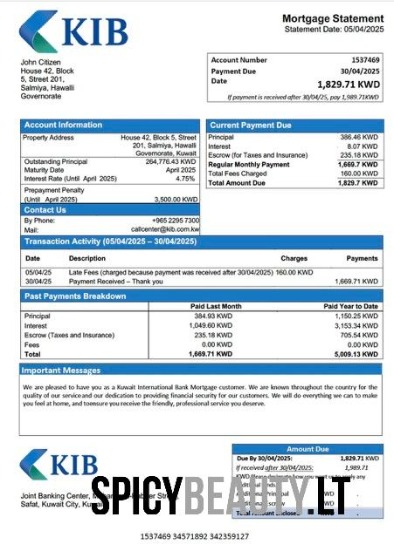 KIB
Mortgage Statement
Statement Date: 05/04/2025
John Citizen
House 42, Block
5, Street 201,
Salmiya, Hawalli
Governorate
Account Number 1537469
Payment Due 30/04/2025
Date
1,829.71 KWD
If payment is received after 30/04/25, pay 1,989.71KWD
Account Information
Property Address House 42, Block 5, Street
201, Salmiya, Hawalli
Governorate, Kuwait
Outstanding Principal 264,776.43 KWD
Maturity Date April 2025
Interest Rate (Until April 2025) 4.75%
Prepayment Penalty
(Until April 2025) 3,500.00 KWD
Contact Us
By Phone: +965 2295 7300
Mail: callcenter@kib.com.kw
Current Payment Due
Principal 386.46 KWD
Interest 8.07 KWD
Escrow (for Taxes and Insurance) 235.18 KWD
Regular Monthly Payment 1,669.7 KWD
Total Fees Charged 160.00 KWD
Total Amount Due 1,829.7 KWD
Transaction Activity (05/04/2025 – 30/04/2025)
Date Description Charges Payments
05/04/25 Late Fees (charged because payment was received after 30/04/2025) 160.00 KWD
30/04/25 Payment Received – Thank you 1,669.71 KWD
Past Payments Breakdown
Paid Last Month Paid Year to Date
Principal 384.93 KWD 1,150.25 KWD
Interest 1,049.60 KWD 3,153.34 KWD
Escrow (Taxes and Insurance) 235.18 KWD 705.54 KWD
Fees 0.00 KWD 0.00 KWD
Total 1,669.71 KWD 5,009.13 KWD
Important Messages
We are pleased to have you as a Kuwait International Bank Mortgage customer. We are known throughout the country for the
quality of our service and our dedication to providing financial security for our customers. We will do everything we can to make
you feel at home, and to ensure you receive the friendly, professional service you deserve.
KIB
Joint Banking Center,
Safat, Kuwait City,
Amount Due
Due By 30/04/2025: 1,829.71 KWD
If received after 30/04/2025: 1,989.71
KWD
SPICYBEAUTY.LT
1537469 34571892 342359127